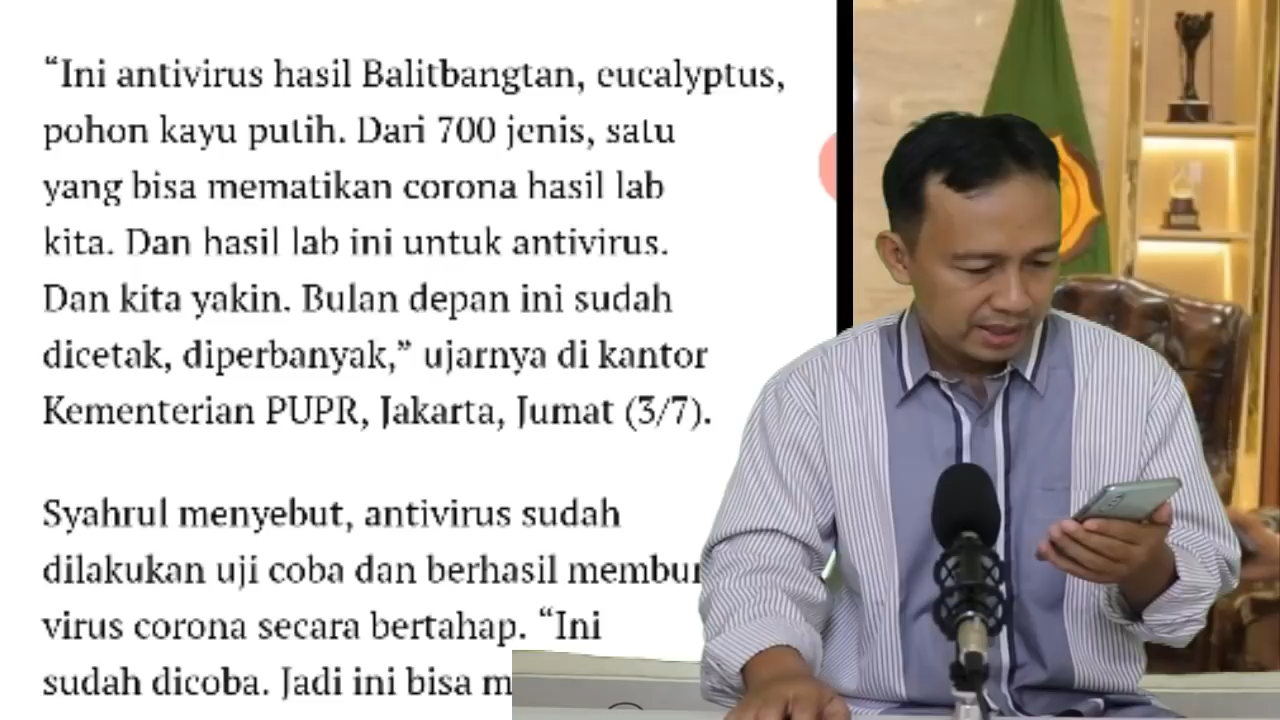 “Ini antivirus hasil Balitbangtan, eucalyptus,
pohon kayu putih. Dari 700 jenis, satu
yang bisa mematikan corona hasil lab
kita. Dan hasil lab ini untuk antivirus.
Dan kita yakin. Bulan depan ini sudah
dicetak, diperbanyak,” ujarnya di kantor
Kementerian PUPR, Jakarta, Jumat (3/7).
Syahrul menyebut, antivirus sudah
dilakukan uji coba dan berhasil membu
virus corona secara bertahap. “Ini
sudah dicoba. Jadi ini bisa m